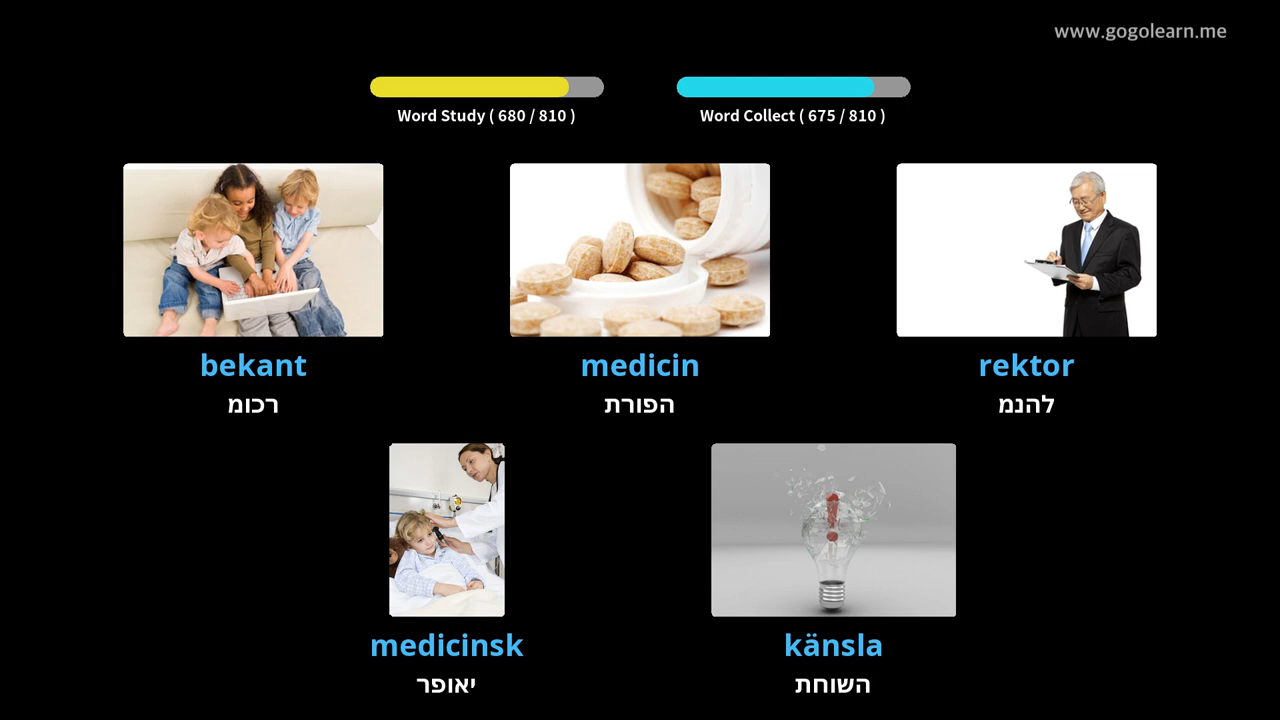 www.gogolearn.me
Word Study ( 680 / 810 )
Word Collect ( 675 / 810 )
bekant
רכומ
medicin
הפורת
rektor
להנמ
medicinsk
יאופר
känsla
השוחת